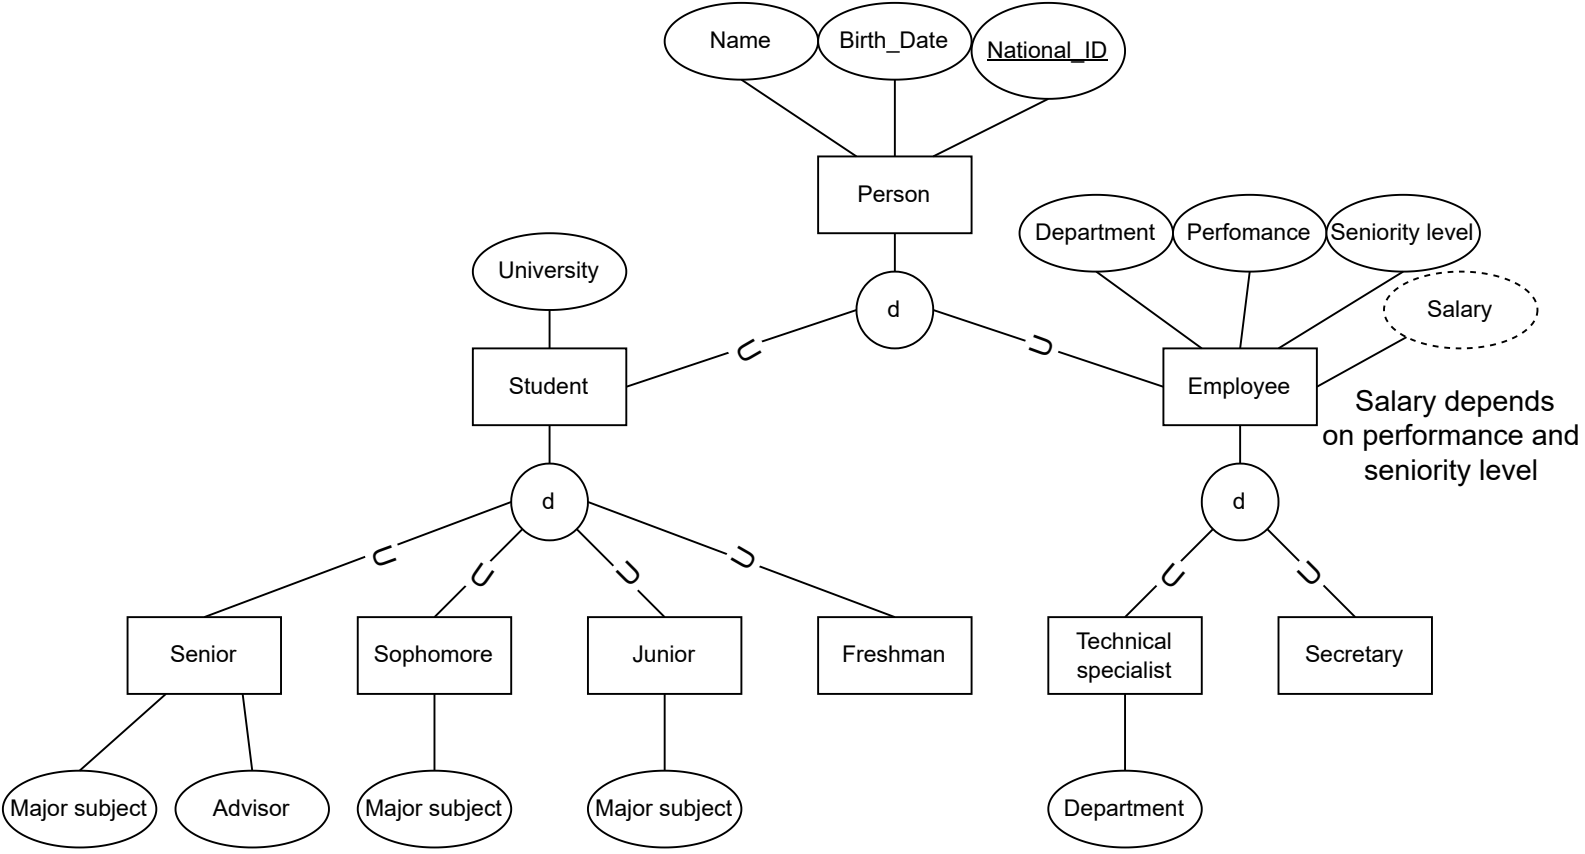 Name
Birth_Date
National_ID
Person
Department
Perfomance
Seniority level
University
d
Salary
Student
Employee
Salary depends
on performance and
seniority level
d
d
Senior
Sophomore
Junior
Freshman
Technical
specialist
Secretary
Major subject
Advisor
Major subject
Major subject
Department